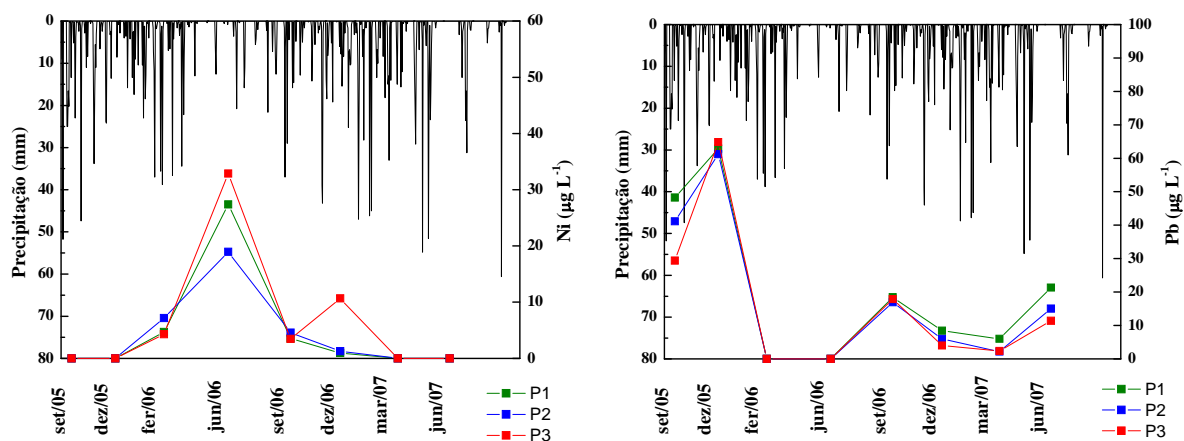 0
10
20
30
40
50
60
70
80
Precipitação (mm)
60
50
40
30
20
10
0
Ni (µg L⁻¹)
set/05
dez/05
fer/06
jun/06
set/06
dez/06
mar/07
jun/07
P1
P2
P3
0
10
20
30
40
50
60
70
80
Precipitação (mm)
100
90
80
70
60
50
40
30
20
10
0
Pb (µg L⁻¹)
set/05
dez/05
fer/06
jun/06
set/06
dez/06
mar/07
jun/07
P1
P2
P3